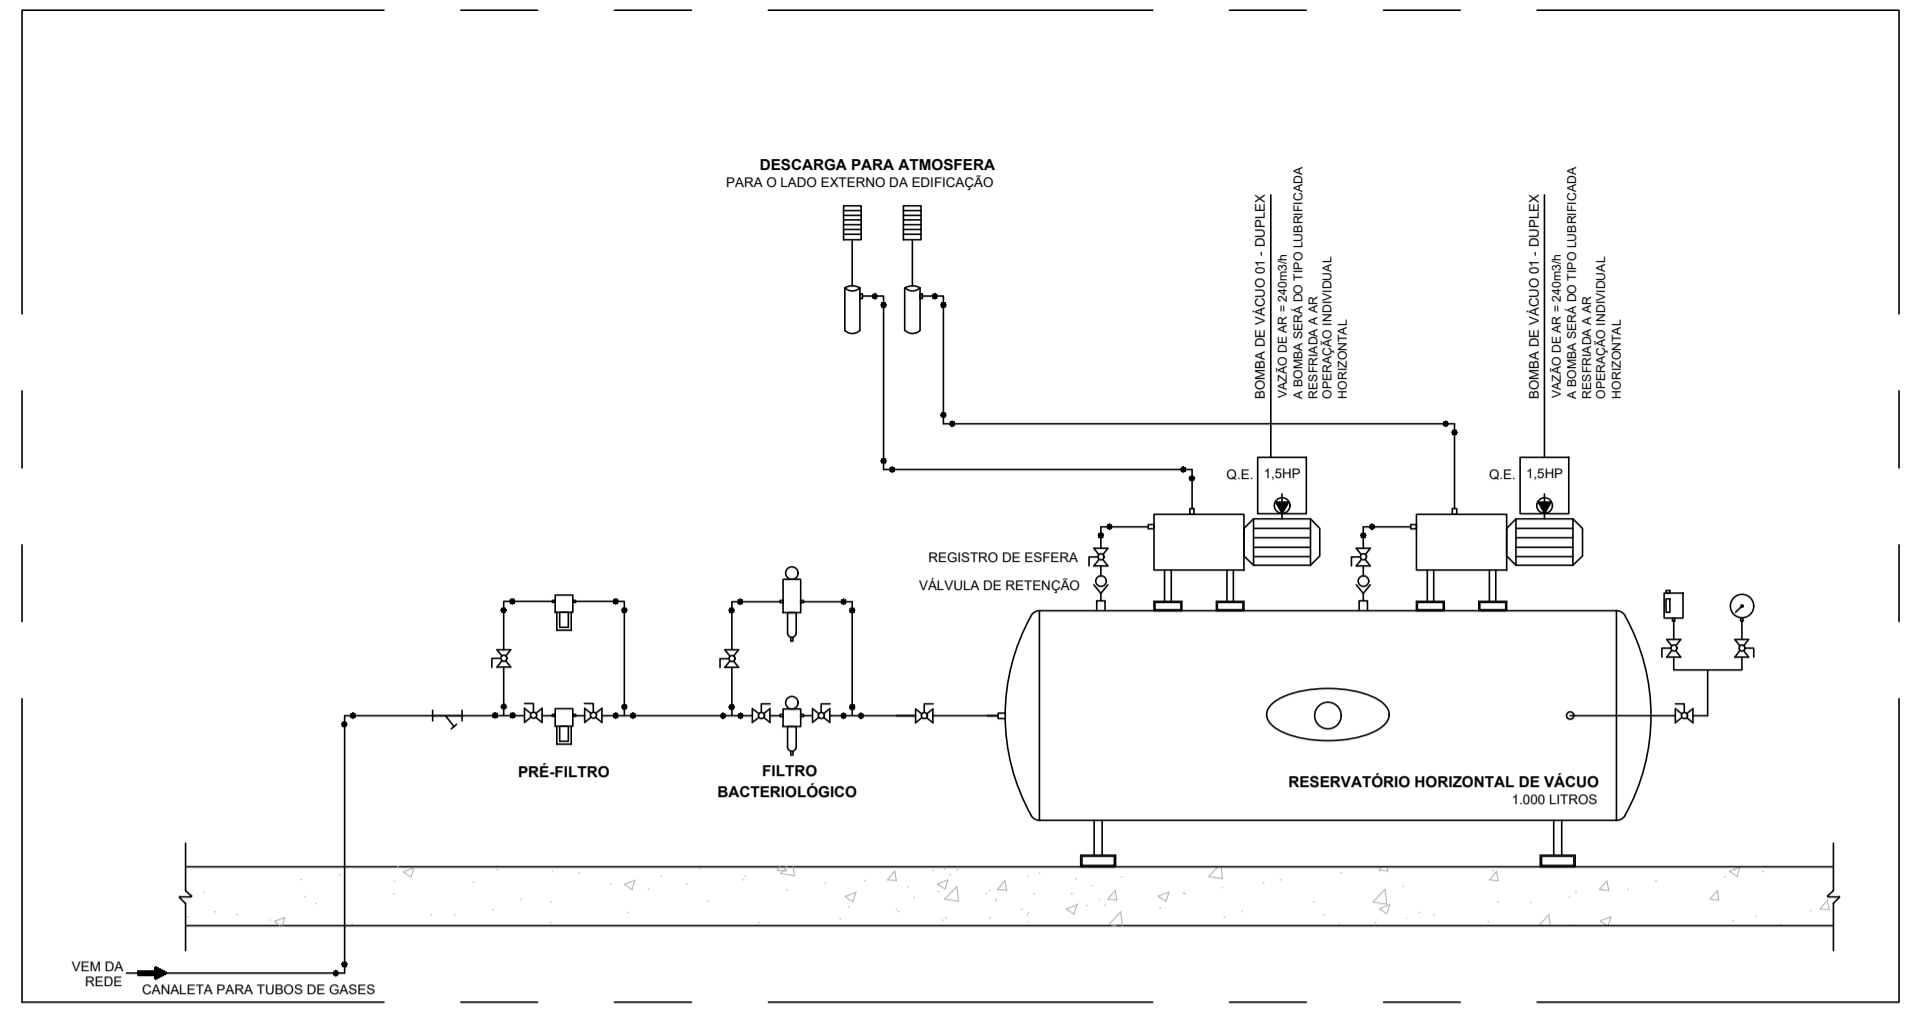 DESCARGA PARA ATMOSFERA
PARA O LADO EXTERNO DA EDIFICAÇÃO
BOMBA DE VÁCUO 01 - DUPLEX
VAZÃO DE AR = 240m3/h
A BOMBA SERÁ DO TIPO LUBRIFICADA
RESFRIADA A AR
OPERAÇÃO INDIVIDUAL
HORIZONTAL
BOMBA DE VÁCUO 01 - DUPLEX
VAZÃO DE AR = 240m3/h
A BOMBA SERÁ DO TIPO LUBRIFICADA
RESFRIADA A AR
OPERAÇÃO INDIVIDUAL
HORIZONTAL
Q.E. 1,5HP
Q.E. 1,5HP
REGISTRO DE ESFERA
VÁLVULA DE RETENÇÃO
PRÉ-FILTRO
FILTRO
BACTERIOLÓGICO
RESERVATÓRIO HORIZONTAL DE VÁCUO
1.000 LITROS
VEM DA
REDE
CANALETA PARA TUBOS DE GASES